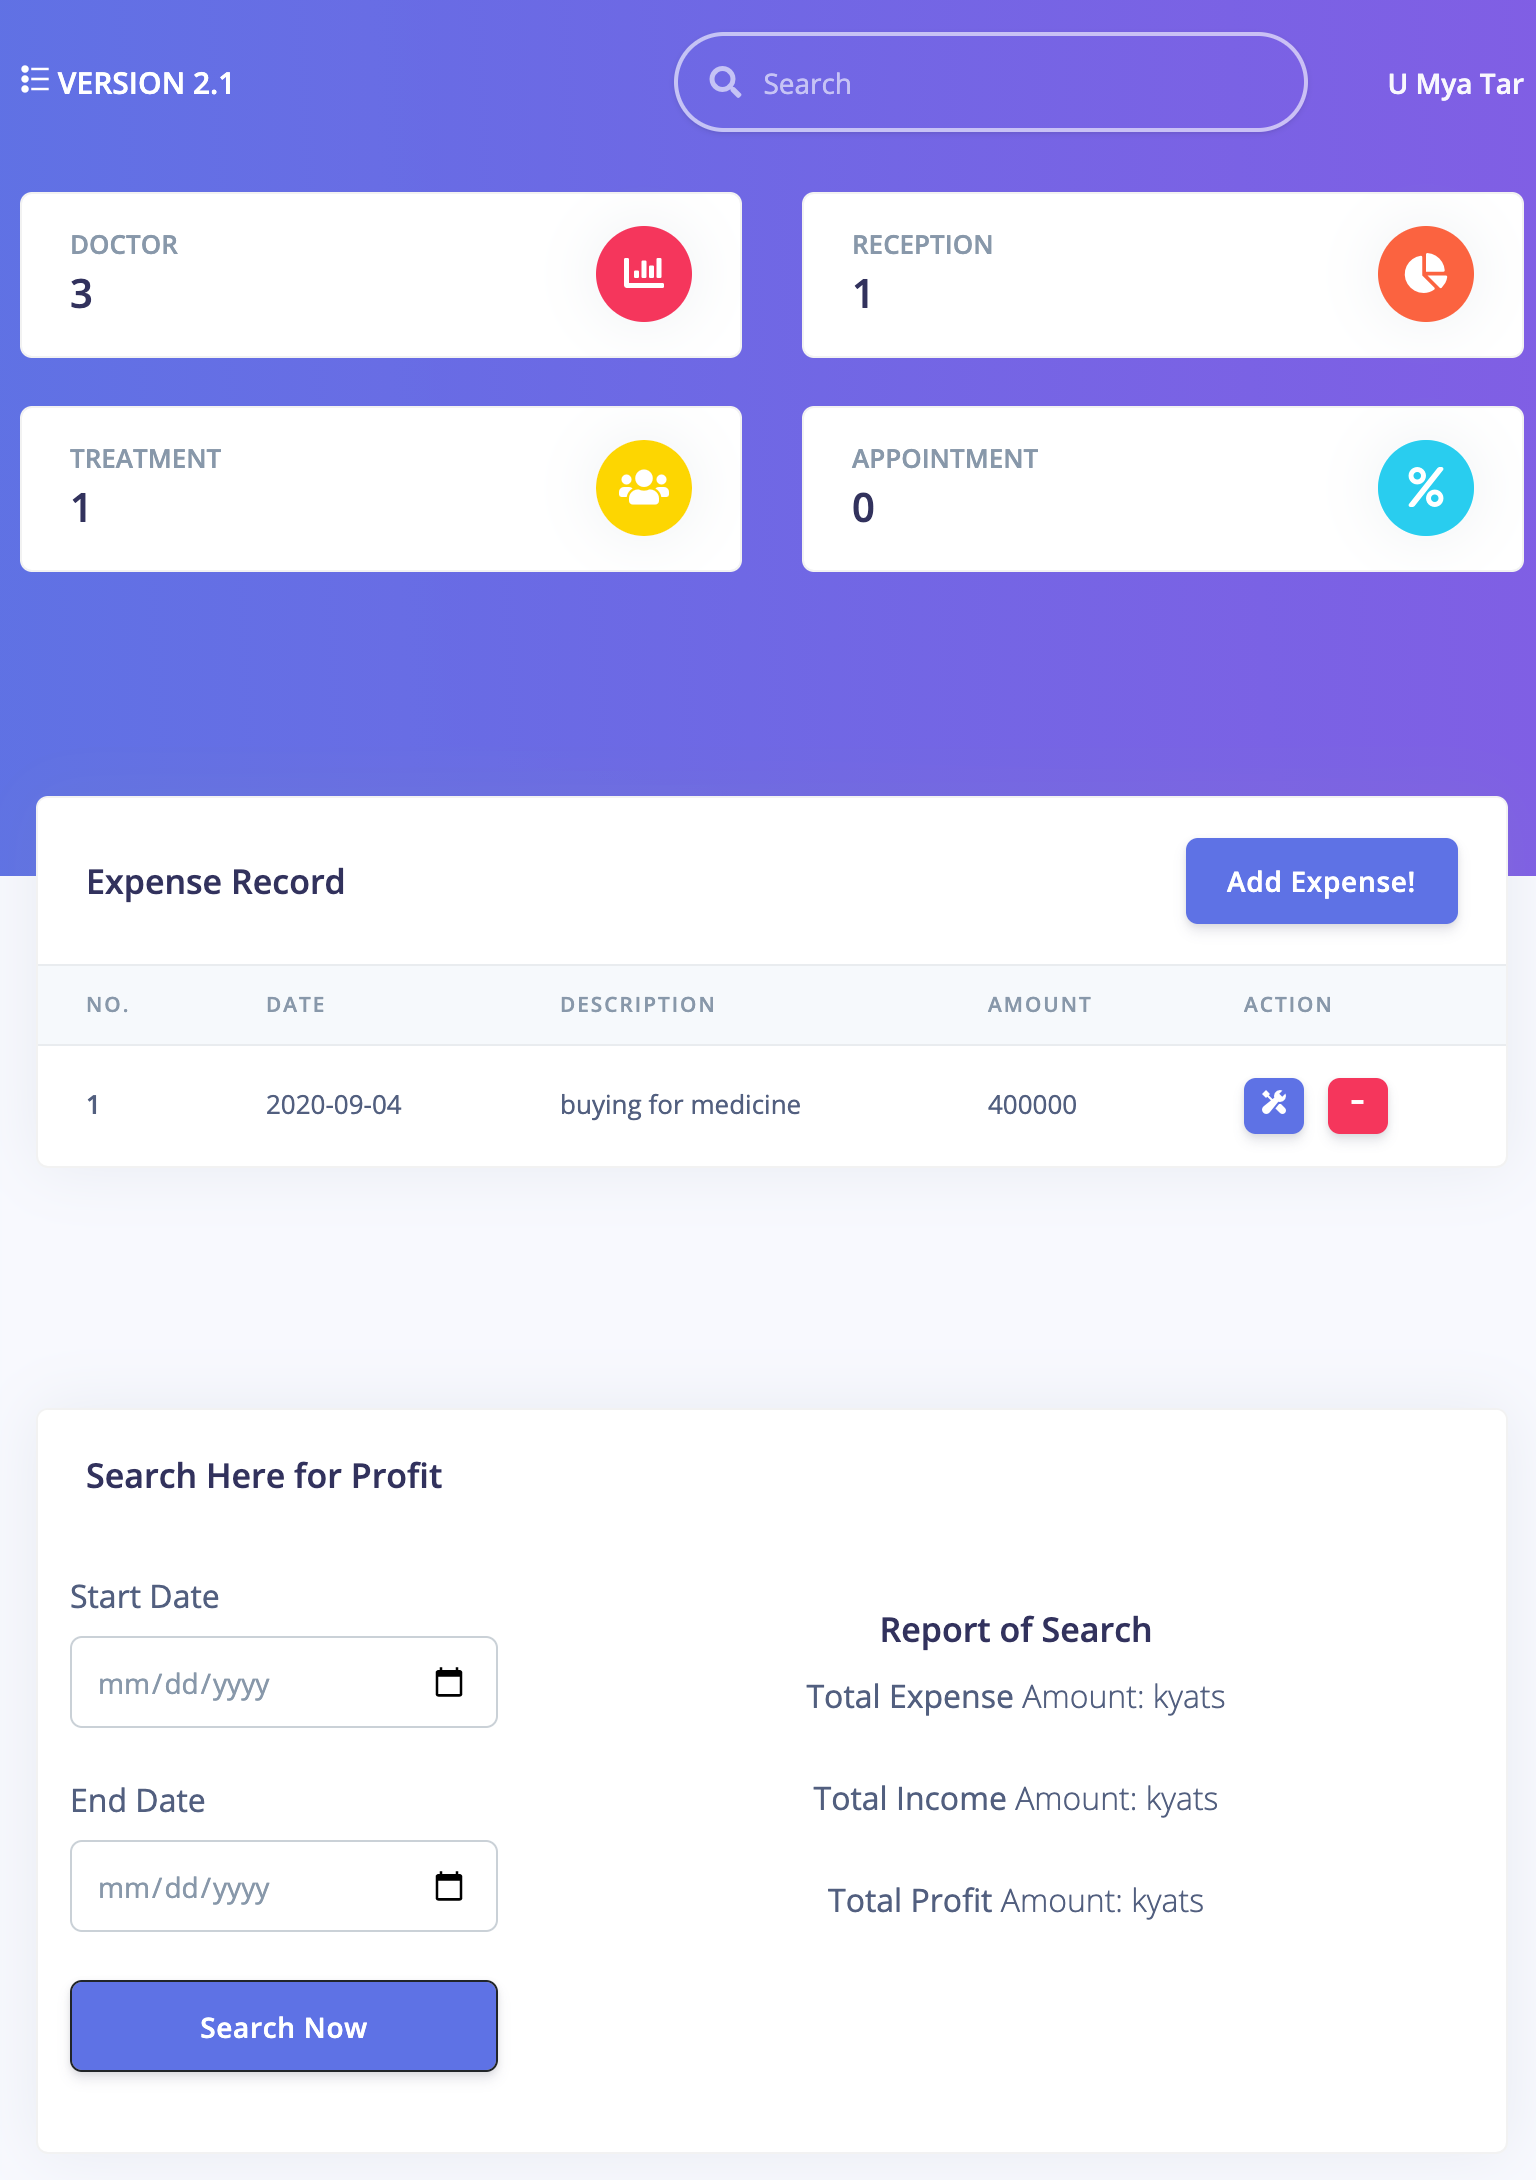 VERSION 2.1
Search
U Mya Tar
DOCTOR
3
RECEPTION
1
TREATMENT
1
APPOINTMENT
0
Expense Record
Add Expense!
NO. DATE DESCRIPTION AMOUNT ACTION
1 2020-09-04 buying for medicine 400000
Search Here for Profit
Start Date
mm/dd/yyyy
End Date
mm/dd/yyyy
Search Now
Report of Search
Total Expense Amount: kyats
Total Income Amount: kyats
Total Profit Amount: kyats